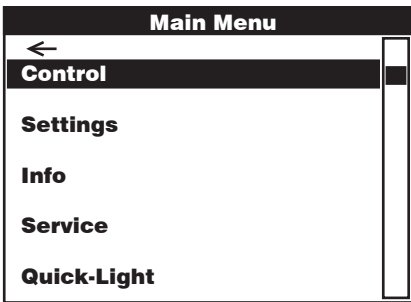 Main Menu
Control
Settings
Info
Service
Quick-Light